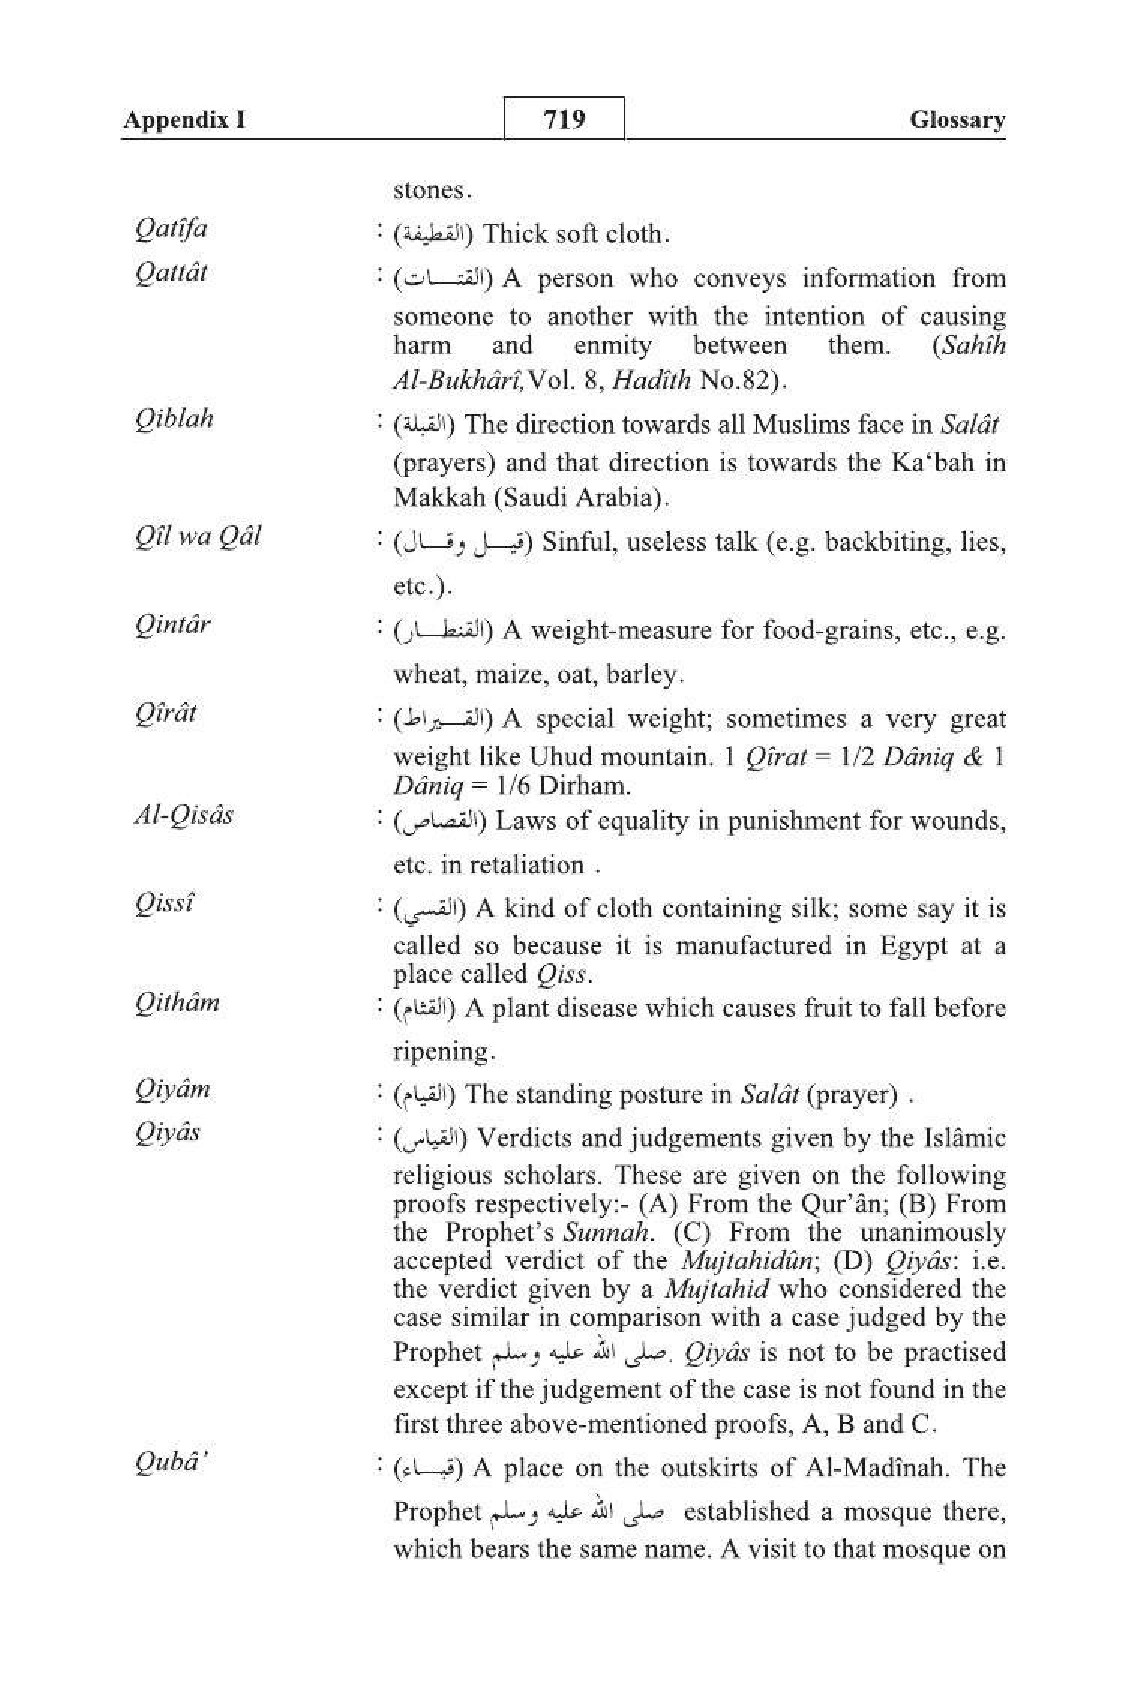 Appendix I 719 Glossary
stones.
Qatîfa : (القطيفة) Thick soft cloth.
Qattât : (القتـــات) A person who conveys information from
someone to another with the intention of causing
harm and enmity between them. (Sahîh
Al-Bukhârî,Vol. 8, Hadîth No.82).
Qiblah : (القبلة) The direction towards all Muslims face in Salât
(prayers) and that direction is towards the Ka‘bah in
Makkah (Saudi Arabia).
Qîl wa Qâl : (قيـــل وقـــال) Sinful, useless talk (e.g. backbiting, lies,
etc.).
Qintâr : (القنطـــار) A weight-measure for food-grains, etc., e.g.
wheat, maize, oat, barley.
Qîrât : (القـــيراط) A special weight; sometimes a very great
weight like Uhud mountain. 1 Qîrat = 1/2 Dâniq & 1
Dâniq = 1/6 Dirham.
Al-Qisâs : (القصاص) Laws of equality in punishment for wounds,
etc. in retaliation .
Qissî : (القسي) A kind of cloth containing silk; some say it is
called so because it is manufactured in Egypt at a
place called Qiss.
Qithâm : (القثام) A plant disease which causes fruit to fall before
ripening.
Qiyâm : (القيام) The standing posture in Salât (prayer) .
Qiyâs : (القياس) Verdicts and judgements given by the Islâmic
religious scholars. These are given on the following
proofs respectively:- (A) From the Qur’ân; (B) From
the Prophet’s Sunnah. (C) From the unanimously
accepted verdict of the Mujtahidûn; (D) Qiyâs: i.e.
the verdict given by a Mujtahid who considered the
case similar in comparison with a case judged by the
Prophet صلى الله عليه وسلم. Qiyâs is not to be practised
except if the judgement of the case is not found in the
first three above-mentioned proofs, A, B and C.
Qubâ’ : (قبـــاء) A place on the outskirts of Al-Madînah. The
Prophet صلى الله عليه وسلم established a mosque there,
which bears the same name. A visit to that mosque on